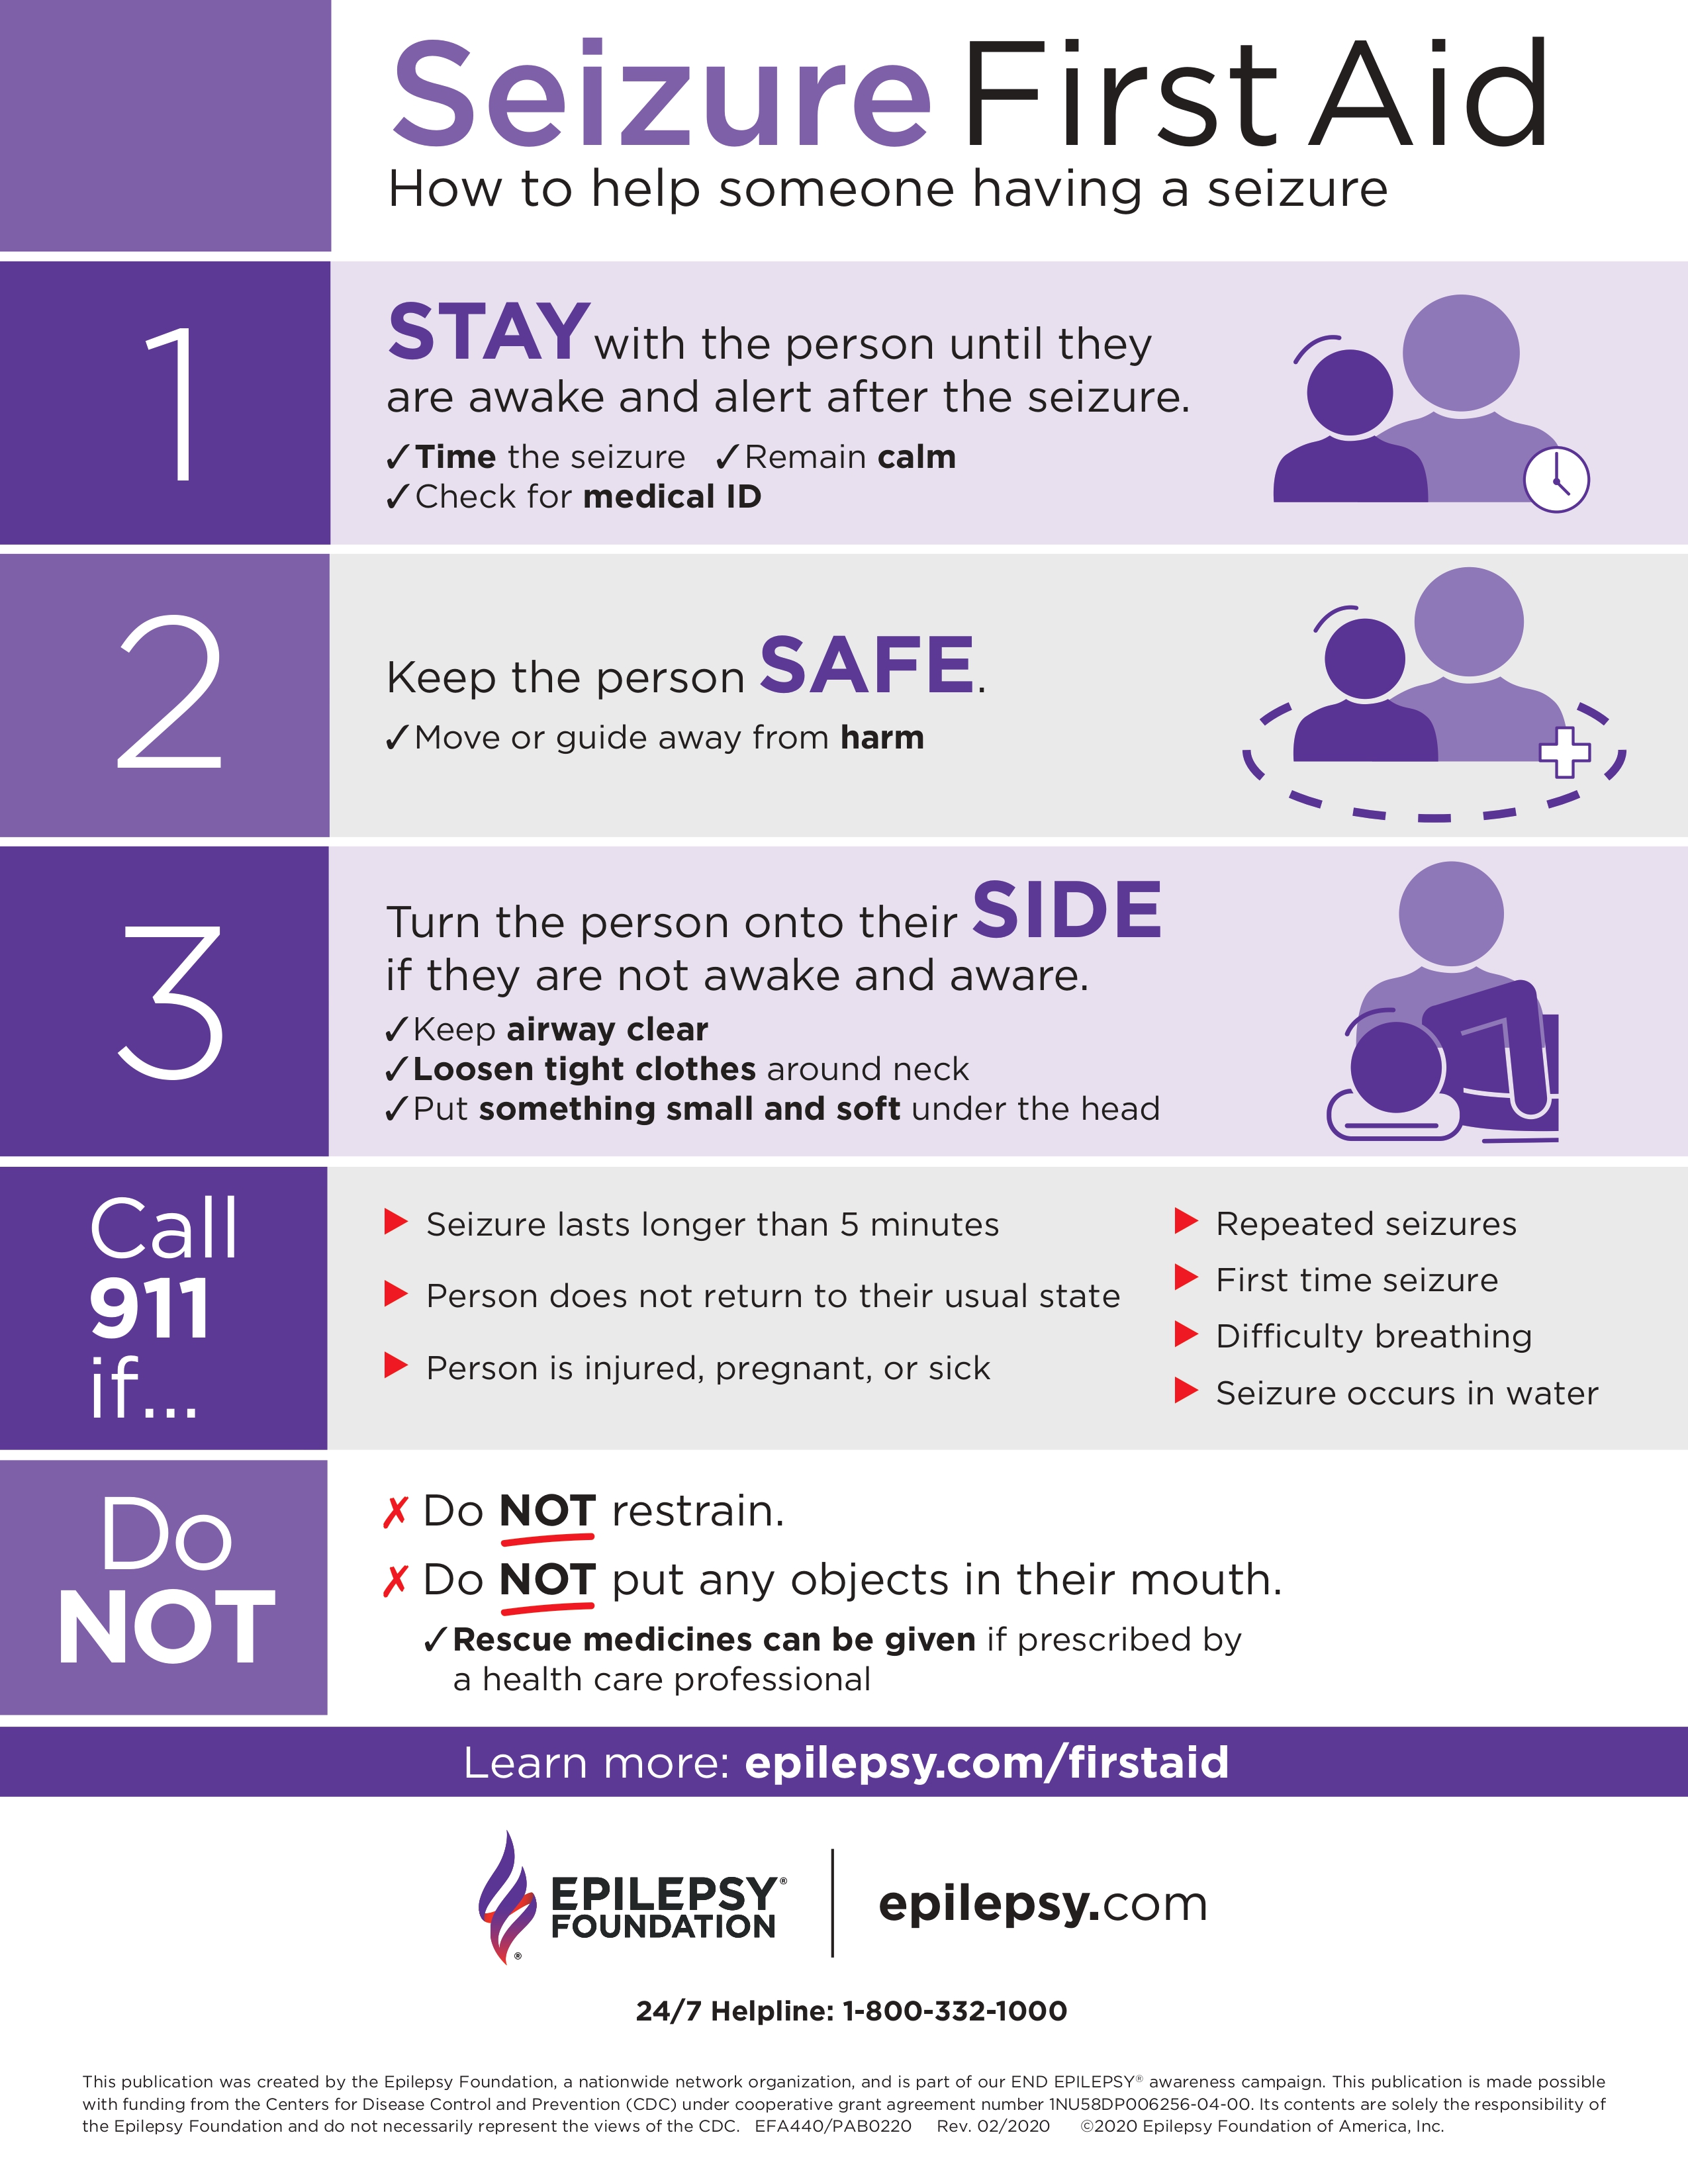 Seizure First Aid
How to help someone having a seizure
1
STAY with the person until they
are awake and alert after the seizure.
✓Time the seizure ✓Remain calm
✓Check for medical ID
2
Keep the person SAFE.
✓Move or guide away from harm
3
Turn the person onto their SIDE
if they are not awake and aware.
✓Keep airway clear
✓Loosen tight clothes around neck
✓Put something small and soft under the head
Call
911
if...
▶ Seizure lasts longer than 5 minutes
▶ Person does not return to their usual state
▶ Person is injured, pregnant, or sick
▶ Repeated seizures
▶ First time seizure
▶ Difficulty breathing
▶ Seizure occurs in water
Do
NOT
✗ Do NOT restrain.
✗ Do NOT put any objects in their mouth.
✓Rescue medicines can be given if prescribed by
a health care professional
Learn more: epilepsy.com/firstaid
EPILEPSY®
FOUNDATION
®
epilepsy.com
24/7 Helpline: 1-800-332-1000
This publication was created by the Epilepsy Foundation, a nationwide network organization, and is part of our END EPILEPSY® awareness campaign. This publication is made possible
with funding from the Centers for Disease Control and Prevention (CDC) under cooperative grant agreement number 1NU58DP006256-04-00. Its contents are solely the responsibility of
the Epilepsy Foundation and do not necessarily represent the views of the CDC. EFA440/PAB0220 Rev. 02/2020 ©2020 Epilepsy Foundation of America, Inc.